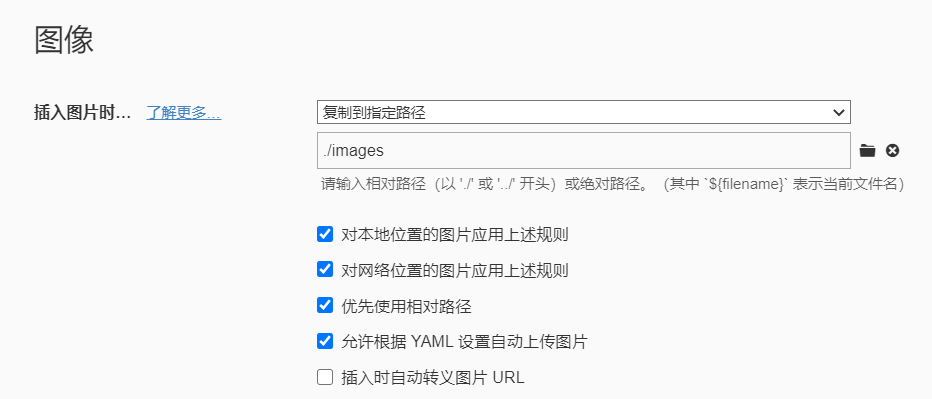 图像
插入图片时... 了解更多...
复制到指定路径
./images
请输入相对路径（以 './' 或 '../' 开头）或绝对路径。（其中 `${filename}` 表示当前文件名）
对本地位置的图片应用上述规则
对网络位置的图片应用上述规则
优先使用相对路径
允许根据 YAML 设置自动上传图片
插入时自动转义图片 URL